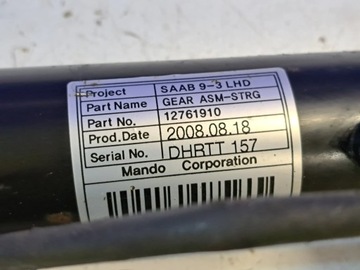 Project SAAB 9-3 LHD
Part Name GEAR ASM-STRG
Part No. 12761910
Prod.Date 2008.08.18
Serial No. DHRTT 157
Mando Corporation